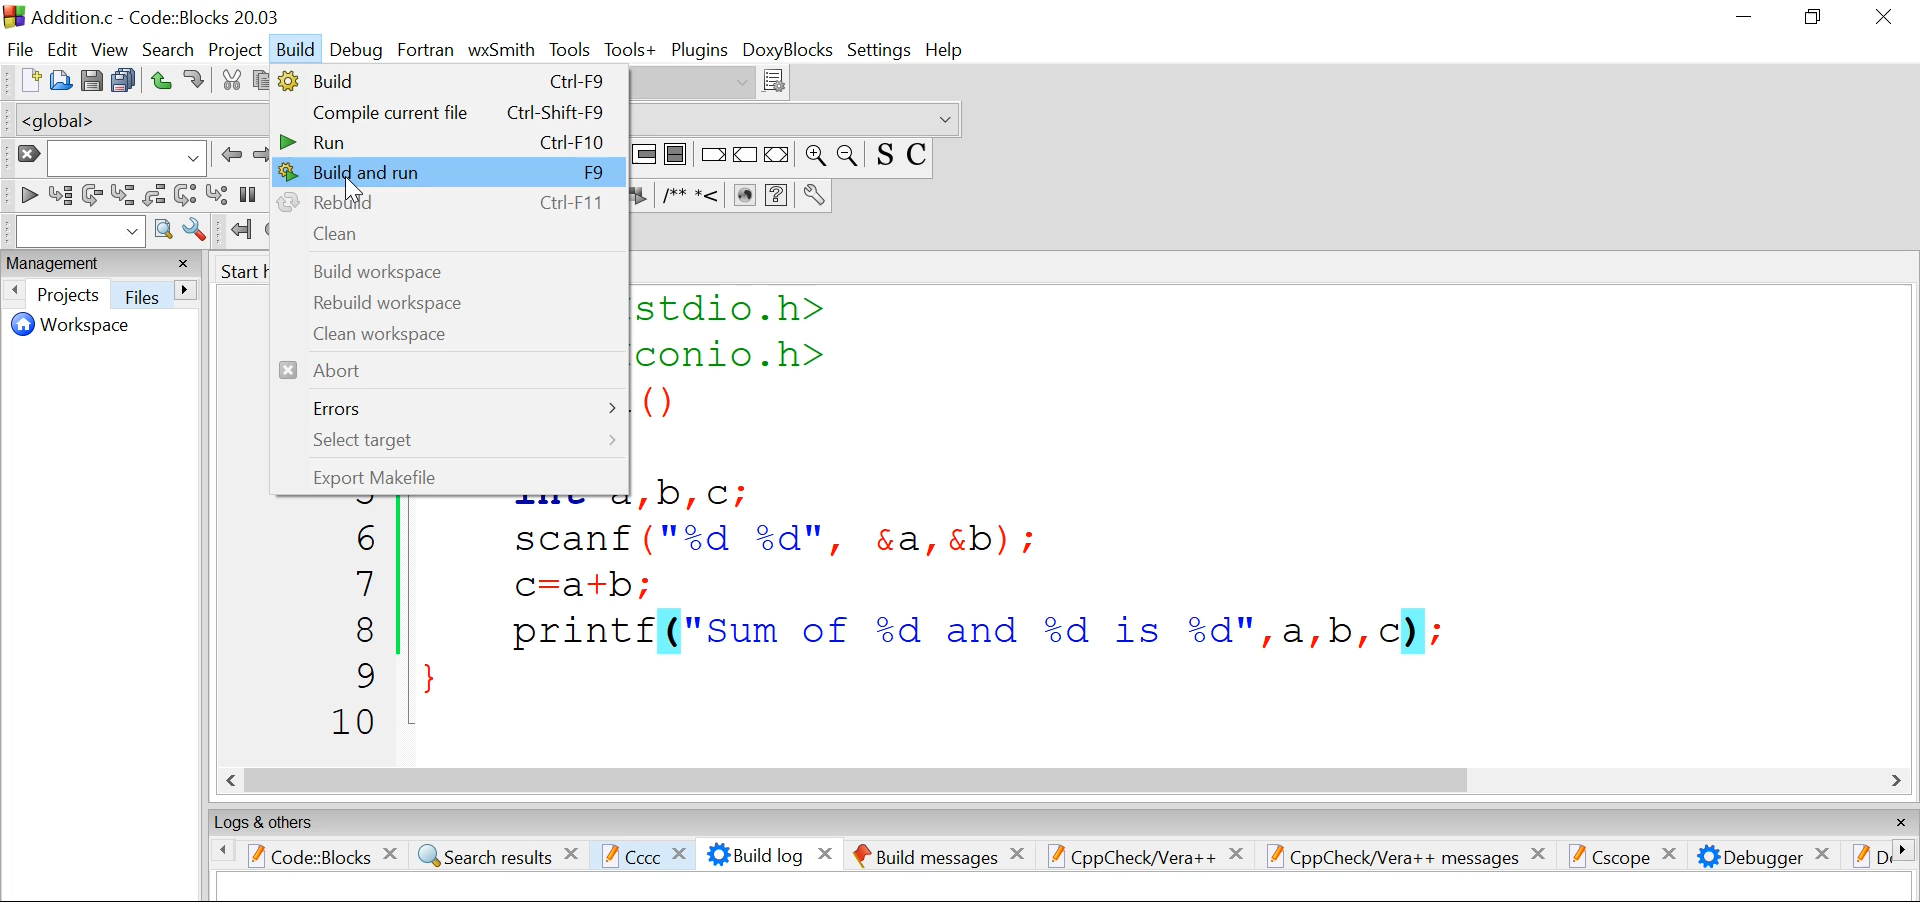 Addition.c - Code::Blocks 20.03
File Edit View Search Project Build Debug Fortran wxSmith Tools Tools+ Plugins DoxyBlocks Settings Help
Build Ctrl-F9
Compile current file Ctrl-Shift-F9
<global>
Run Ctrl-F10
S C
Build and run F9
Rebuild Ctrl-F11
/** *<
Clean
Management
Start h
Build workspace
Projects Files
Rebuild workspace
stdio.h>
Workspace
Clean workspace
conio.h>
Abort
Errors >
()
Select target >
Export Makefile
5 int a,b,c;
6 scanf("%d %d", &a,&b);
7 c=a+b;
8 printf("Sum of %d and %d is %d",a,b,c);
9 }
10
Logs & others
Code::Blocks Search results Cccc Build log Build messages CppCheck/Vera++ CppCheck/Vera++ messages Cscope Debugger